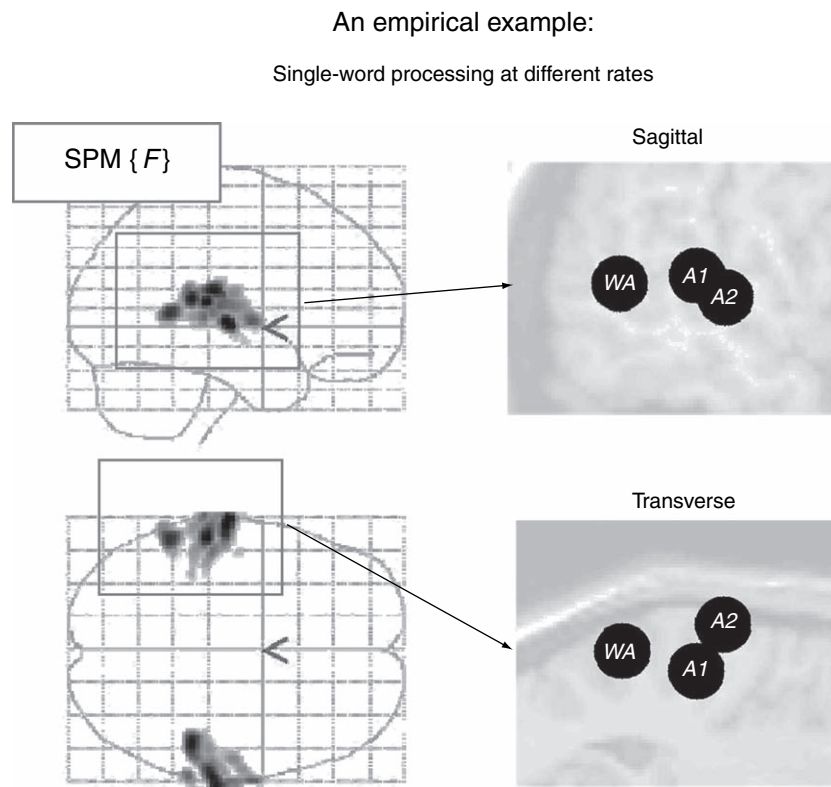 An empirical example:
Single-word processing at different rates
SPM { F }
Sagittal
WA
A1
A2
Transverse
A2
WA
A1